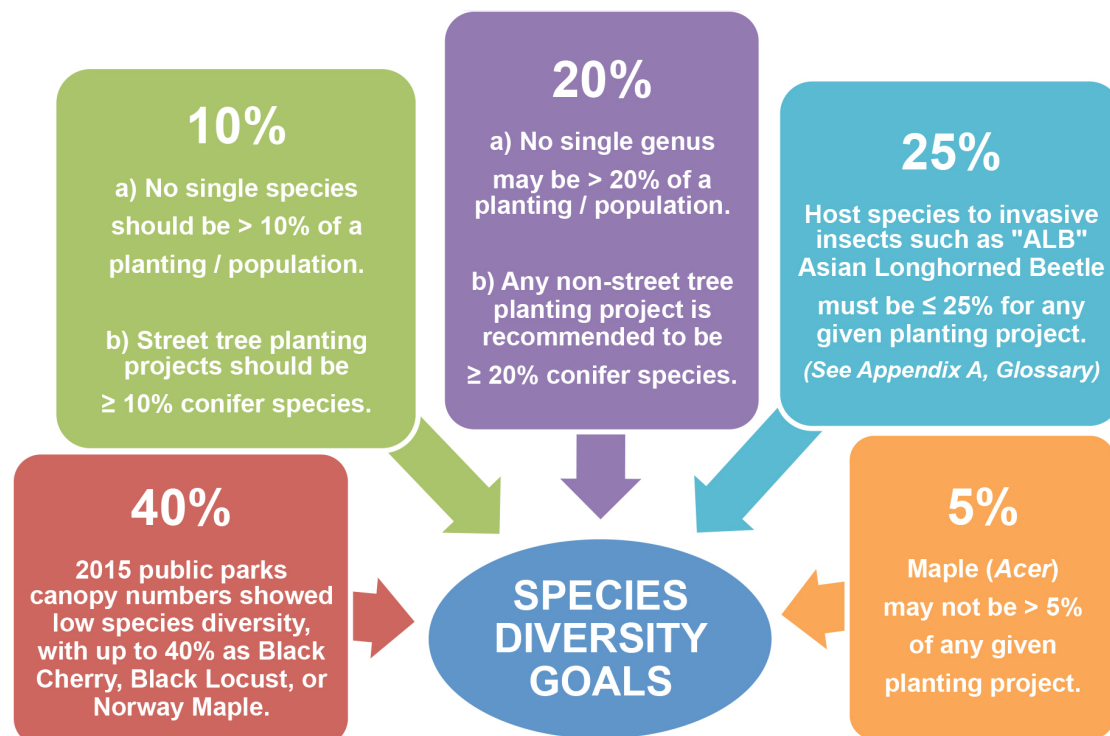 10%
a) No single species
should be > 10% of a
planting / population.
b) Street tree planting
projects should be
≥ 10% conifer species.
20%
a) No single genus
may be > 20% of a
planting / population.
b) Any non-street tree
planting project is
recommended to be
≥ 20% conifer species.
25%
Host species to invasive
insects such as "ALB"
Asian Longhorned Beetle
must be ≤ 25% for any
given planting project.
(See Appendix A, Glossary)
40%
2015 public parks
canopy numbers showed
low species diversity,
with up to 40% as Black
Cherry, Black Locust, or
Norway Maple.
SPECIES
DIVERSITY
GOALS
5%
Maple (Acer)
may not be > 5%
of any given
planting project.